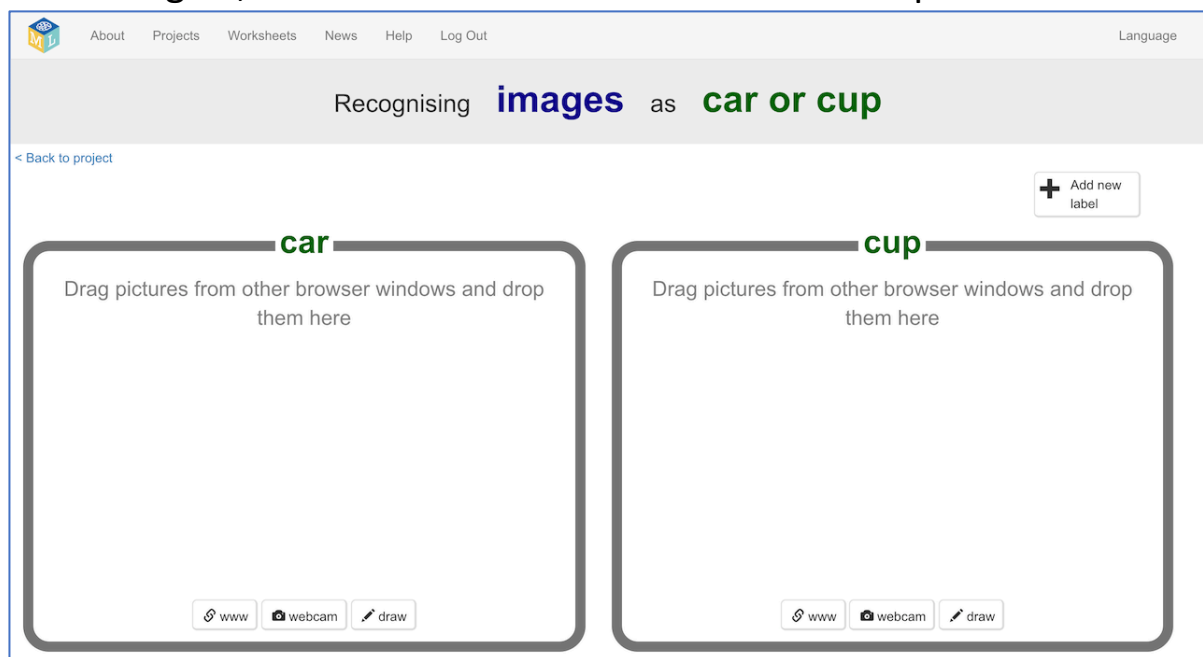 ML
About Projects Worksheets News Help Log Out Language
Recognising images as car or cup
< Back to project
Add new
label
car
Drag pictures from other browser windows and drop
them here
www webcam draw
cup
Drag pictures from other browser windows and drop
them here
www webcam draw